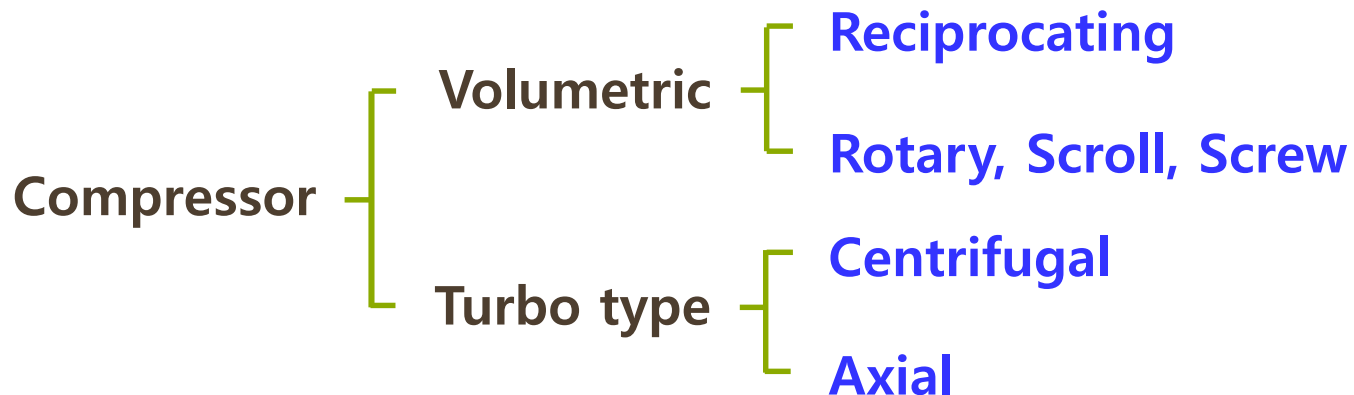 Compressor
Volumetric
Reciprocating
Rotary, Scroll, Screw
Turbo type
Centrifugal
Axial